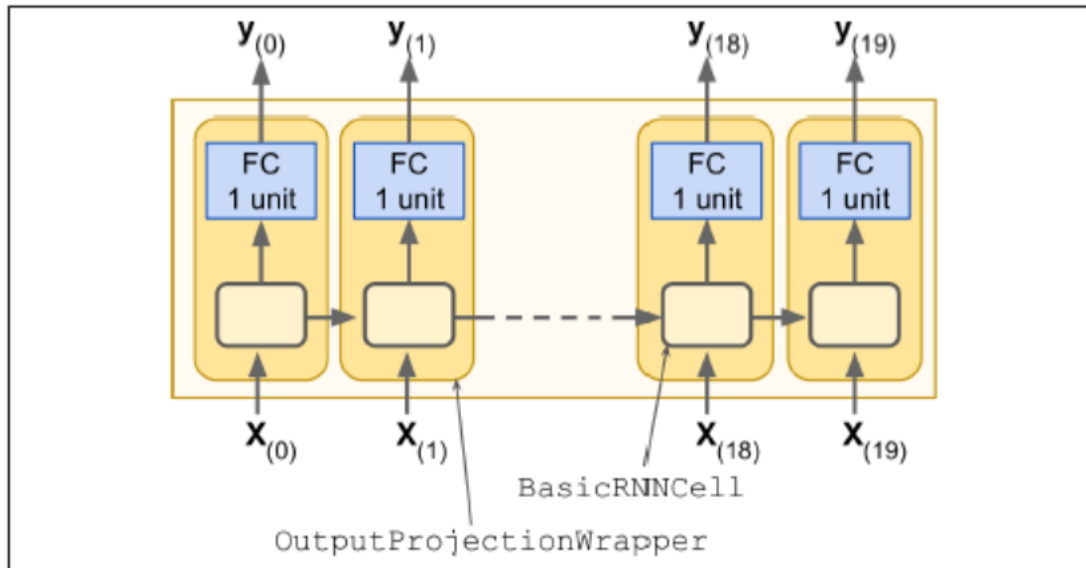 y(0) y(1) y(18) y(19)
FC FC FC FC
1 unit 1 unit 1 unit 1 unit
X(0) X(1) X(18) X(19)
BasicRNNCell
OutputProjectionWrapper